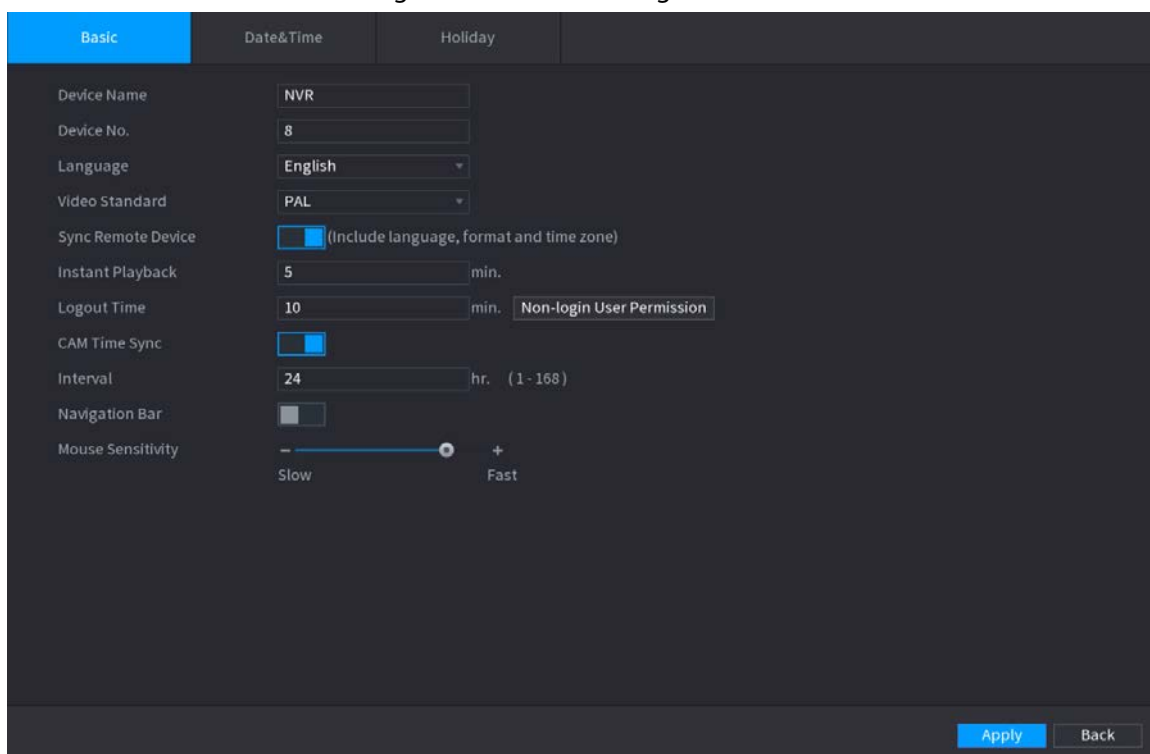 Basic Date&Time Holiday
Device Name NVR
Device No. 8
Language English
Video Standard PAL
Sync Remote Device (Include language, format and time zone)
Instant Playback 5 min.
Logout Time 10 min. Non-login User Permission
CAM Time Sync
Interval 24 hr. (1-168)
Navigation Bar
Mouse Sensitivity - +
Slow Fast
Apply Back